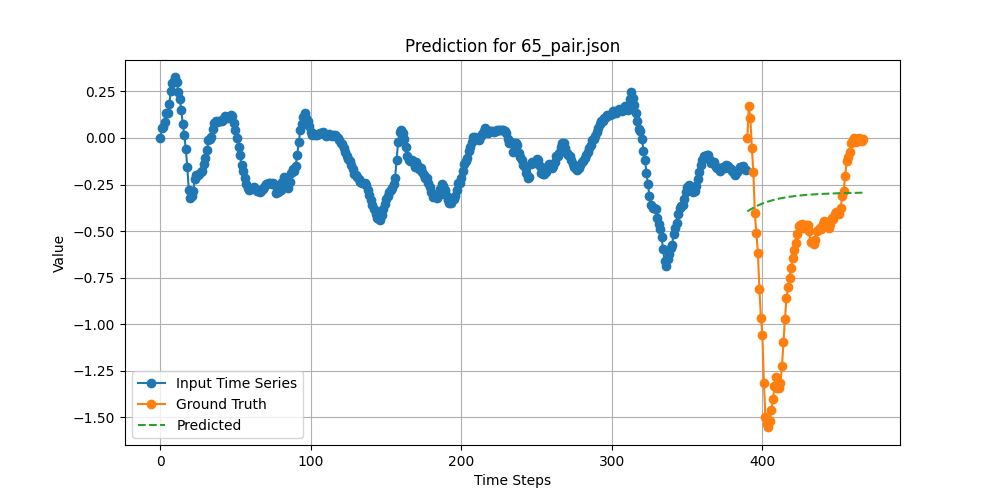 Prediction for 65_pair.json
Value
0.25
0.00
−0.25
−0.50
−0.75
−1.00
−1.25
−1.50
Input Time Series
Ground Truth
Predicted
0 100 200 300 400
Time Steps